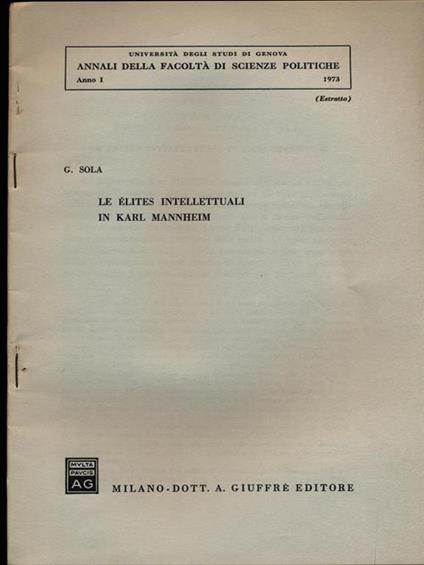 UNIVERSITÀ DEGLI STUDI DI GENOVA
ANNALI DELLA FACOLTÀ DI SCIENZE POLITICHE
Anno I 1973
(Estratto)
G. SOLA
LE ÉLITES INTELLETTUALI
IN KARL MANNHEIM
MVLTA
PAVCIS
AG
MILANO - DOTT. A. GIUFFRÈ EDITORE